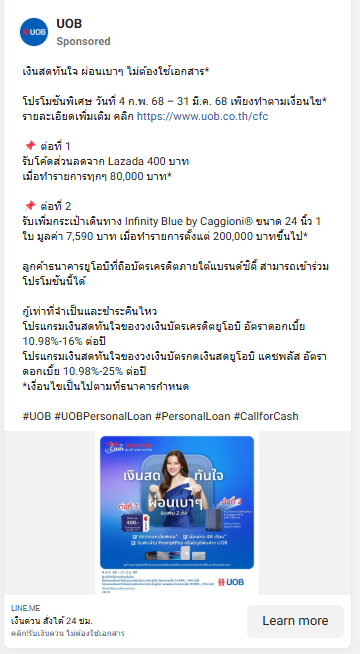 UOB
Sponsored
เงินสดทันใจ ผ่อนเบาๆ ไม่ต้องใช้เอกสาร*
โปรโมชันพิเศษ วันที่ 4 ก.พ. 68 – 31 มี.ค. 68 เพียงทำตามเงื่อนไข*
รายละเอียดเพิ่มเติม คลิก https://www.uob.co.th/cfc
📌 ต่อที่ 1
รับโค้ดส่วนลดจาก Lazada 400 บาท
เมื่อทำรายการทุกๆ 80,000 บาท*
📌 ต่อที่ 2
รับเพิ่มกระเป๋าเดินทาง Infinity Blue by Caggioni® ขนาด 24 นิ้ว 1
ใบ มูลค่า 7,590 บาท เมื่อทำรายการตั้งแต่ 200,000 บาทขึ้นไป*
ลูกค้าธนาคารยูโอบีที่ถือบัตรเครดิตภายใต้แบรนด์ซิตี้ สามารถเข้าร่วม
โปรโมชันนี้ได้
กู้เท่าที่จำเป็นและชำระคืนไหว
โปรแกรมเงินสดทันใจของวงเงินบัตรเครดิตยูโอบี อัตราดอกเบี้ย
10.98%-16% ต่อปี
โปรแกรมเงินสดทันใจของวงเงินบัตรกดเงินสดยูโอบี แคชพลัส อัตรา
ดอกเบี้ย 10.98%-25% ต่อปี
*เงื่อนไขเป็นไปตามที่ธนาคารกำหนด
#UOB #UOBPersonalLoan #PersonalLoan #CallforCash
Cash
เงินสด ทันใจ
ผ่อนเบาๆ
รับเพิ่ม 2 ต่อ
ต่อที่ 1
ต่อที่ 2
400.-
UOB
LINE.ME
เงินด่วน สั่งได้ 24 ชม.
คลิก!รับเงินด่วน ไม่ต้องใช้เอกสาร
Learn more